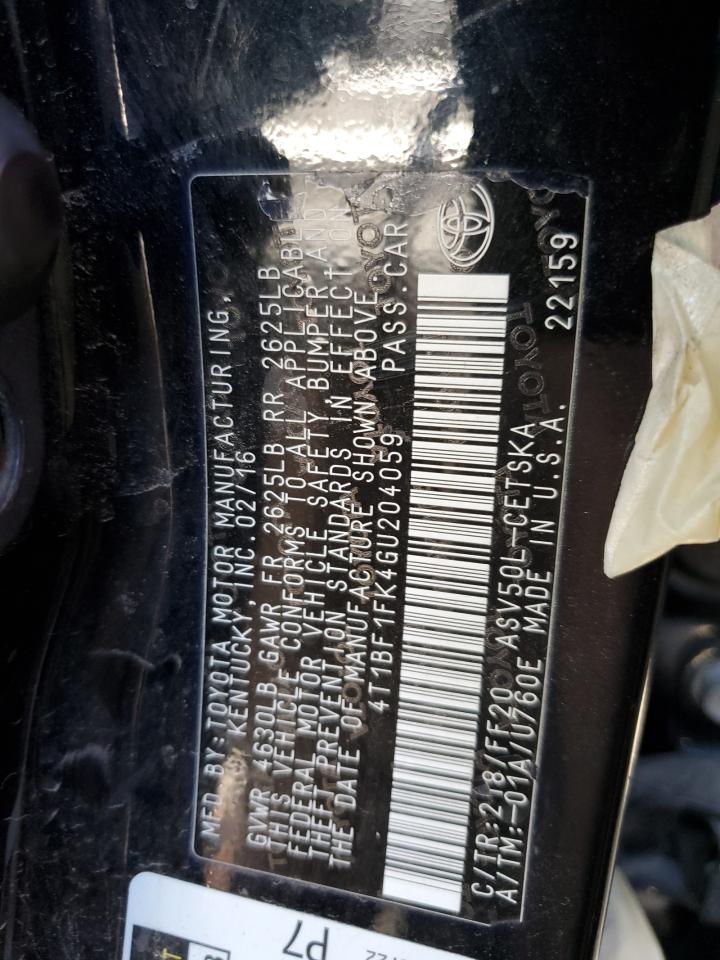 MFD BY: TOYOTA MOTOR MANUFACTURING,
KENTUCKY, INC. 02/16
GVWR 4630LB GAWR FR 2625LB RR 2625LB
THIS VEHICLE CONFORMS TO ALL APPLICABLE
FEDERAL MOTOR VEHICLE SAFETY BUMPER, AND
THEFT PREVENTION STANDARDS IN EFFECT ON
THE DATE OF MANUFACTURE SHOWN ABOVE.
4T1BF1FK4GU204059 PASS.CAR
C/TR:218/FE20 ASV50L-CETSKA
A/TM:-01A/U760E MADE IN U.S.A. 22159
P7